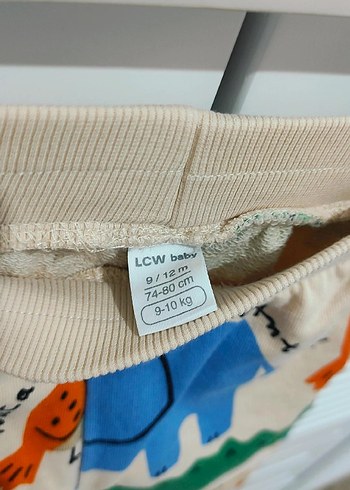 LCW baby
9 / 12 m
74-80 cm
9-10 kg